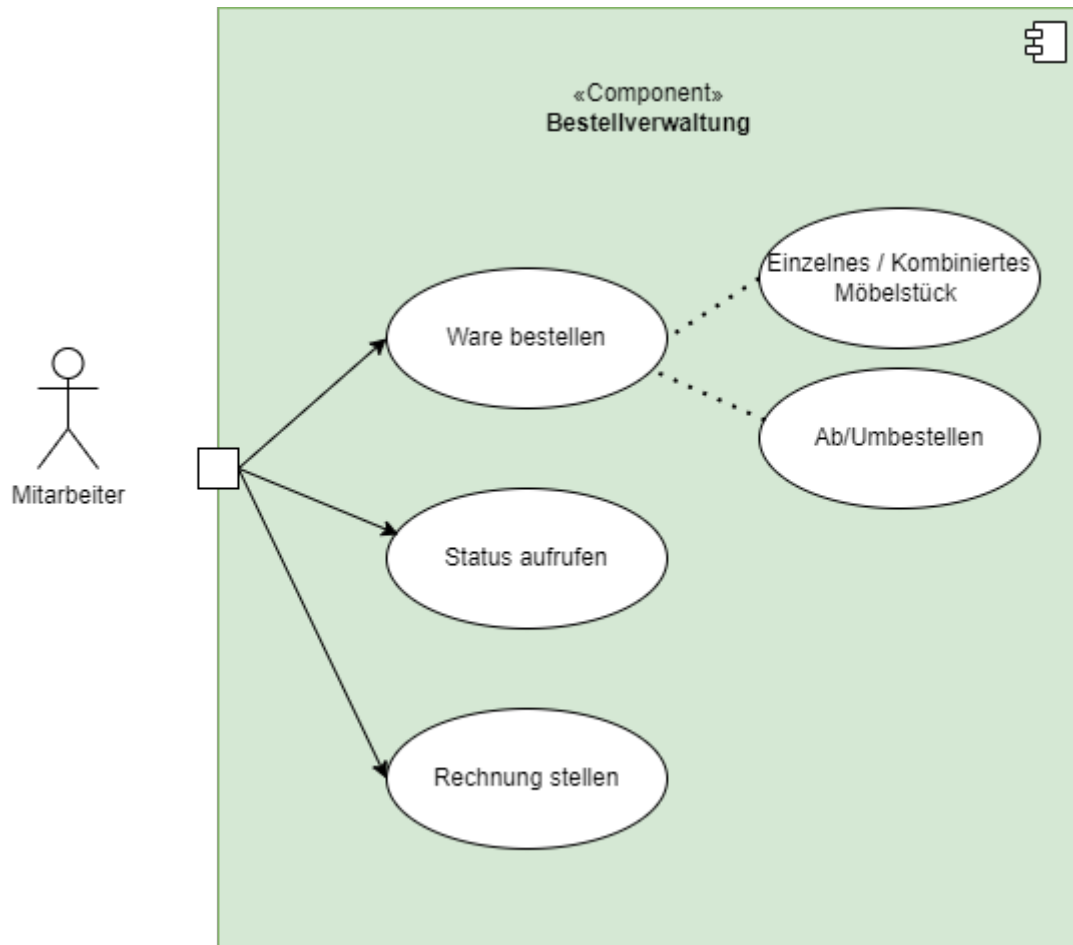 «Component»
Bestellverwaltung
Einzelnes / Kombiniertes
Möbelstück
Ware bestellen
Ab/Umbestellen
Mitarbeiter
Status aufrufen
Rechnung stellen